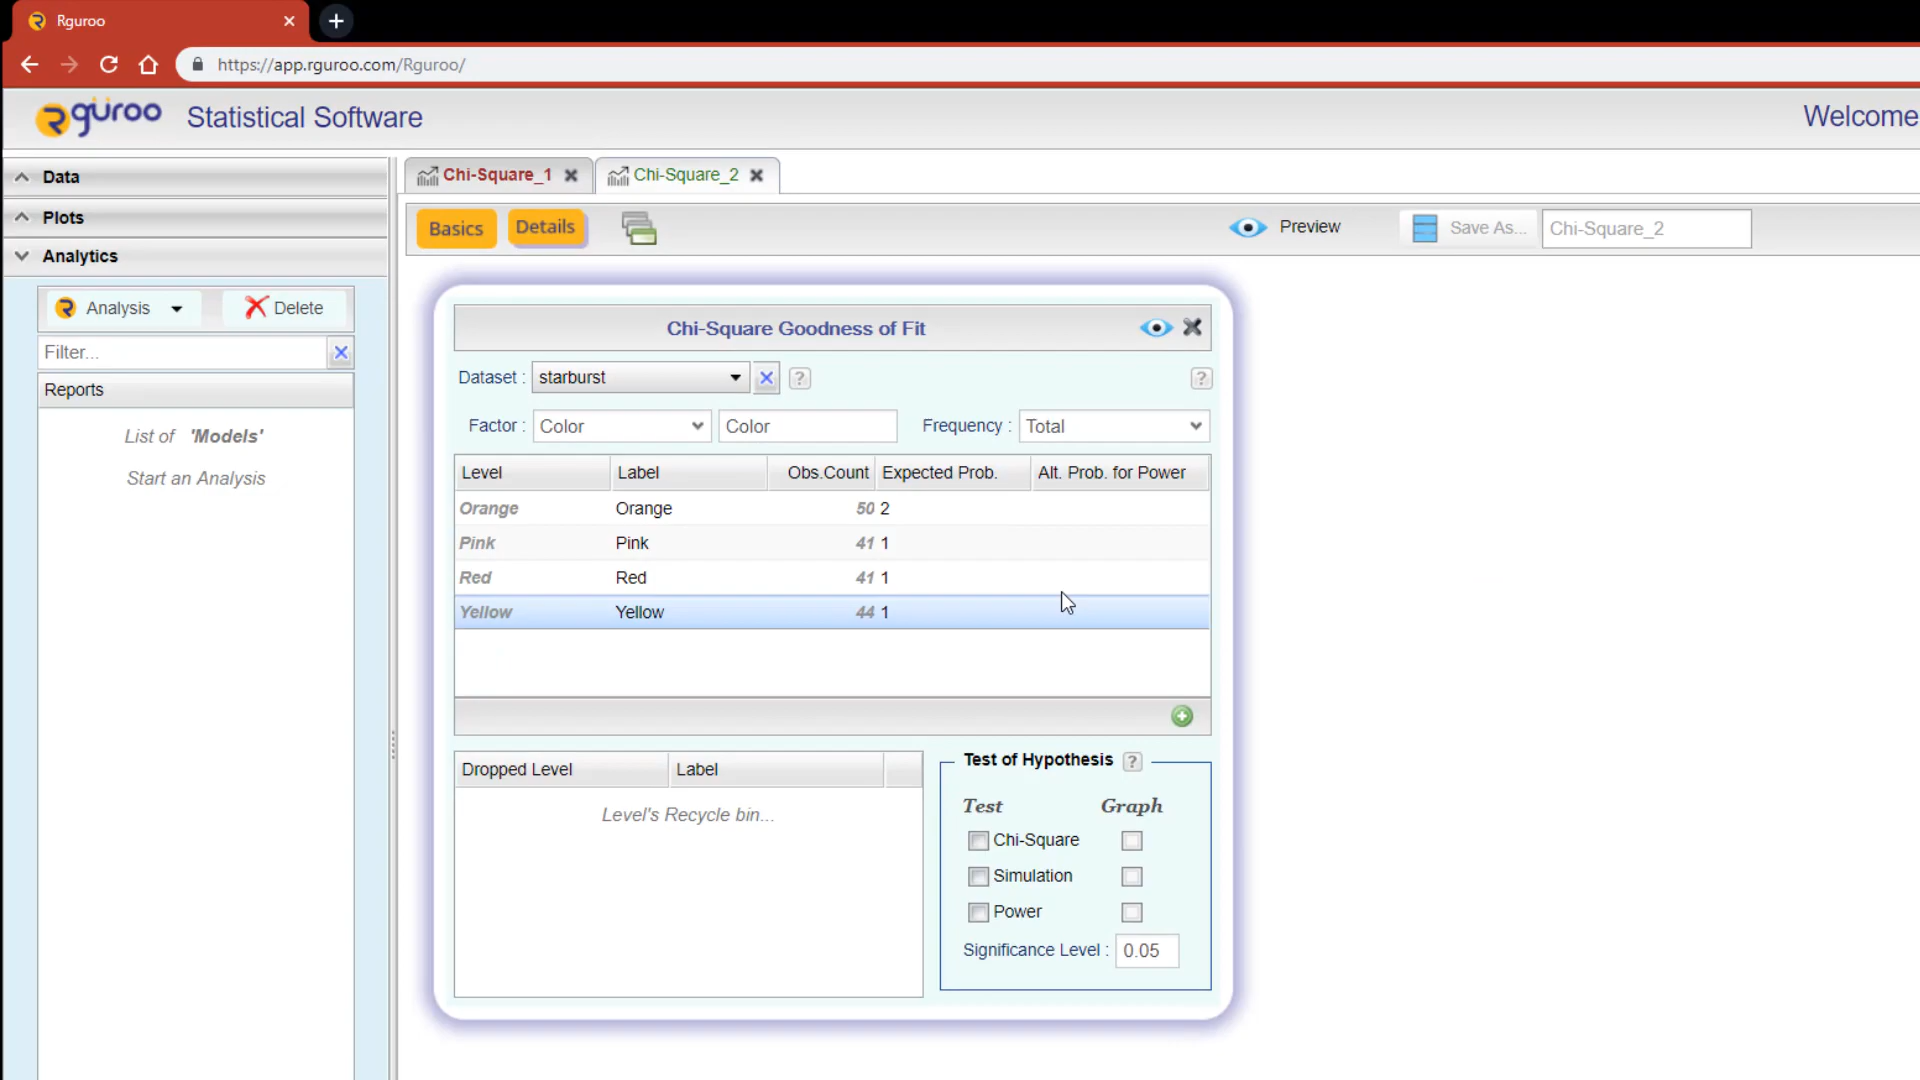 Rguroo
https://app.rguroo.com/Rguroo/
rgüroo Statistical Software Welcome
Data
Plots
Analytics
Analysis Delete
Filter...
Reports
List of 'Models'
Start an Analysis
Chi-Square_1 Chi-Square_2
Basics Details Preview Save As... Chi-Square_2
Chi-Square Goodness of Fit
Dataset : starburst ? ?
Factor : Color Color Frequency : Total
Level Label Obs.Count Expected Prob. Alt. Prob. for Power
Orange Orange 50 2
Pink Pink 41 1
Red Red 41 1
Yellow Yellow 44 1
Dropped Level Label
Level's Recycle bin...
Test of Hypothesis ?
Test Graph
Chi-Square
Simulation
Power
Significance Level : 0.05